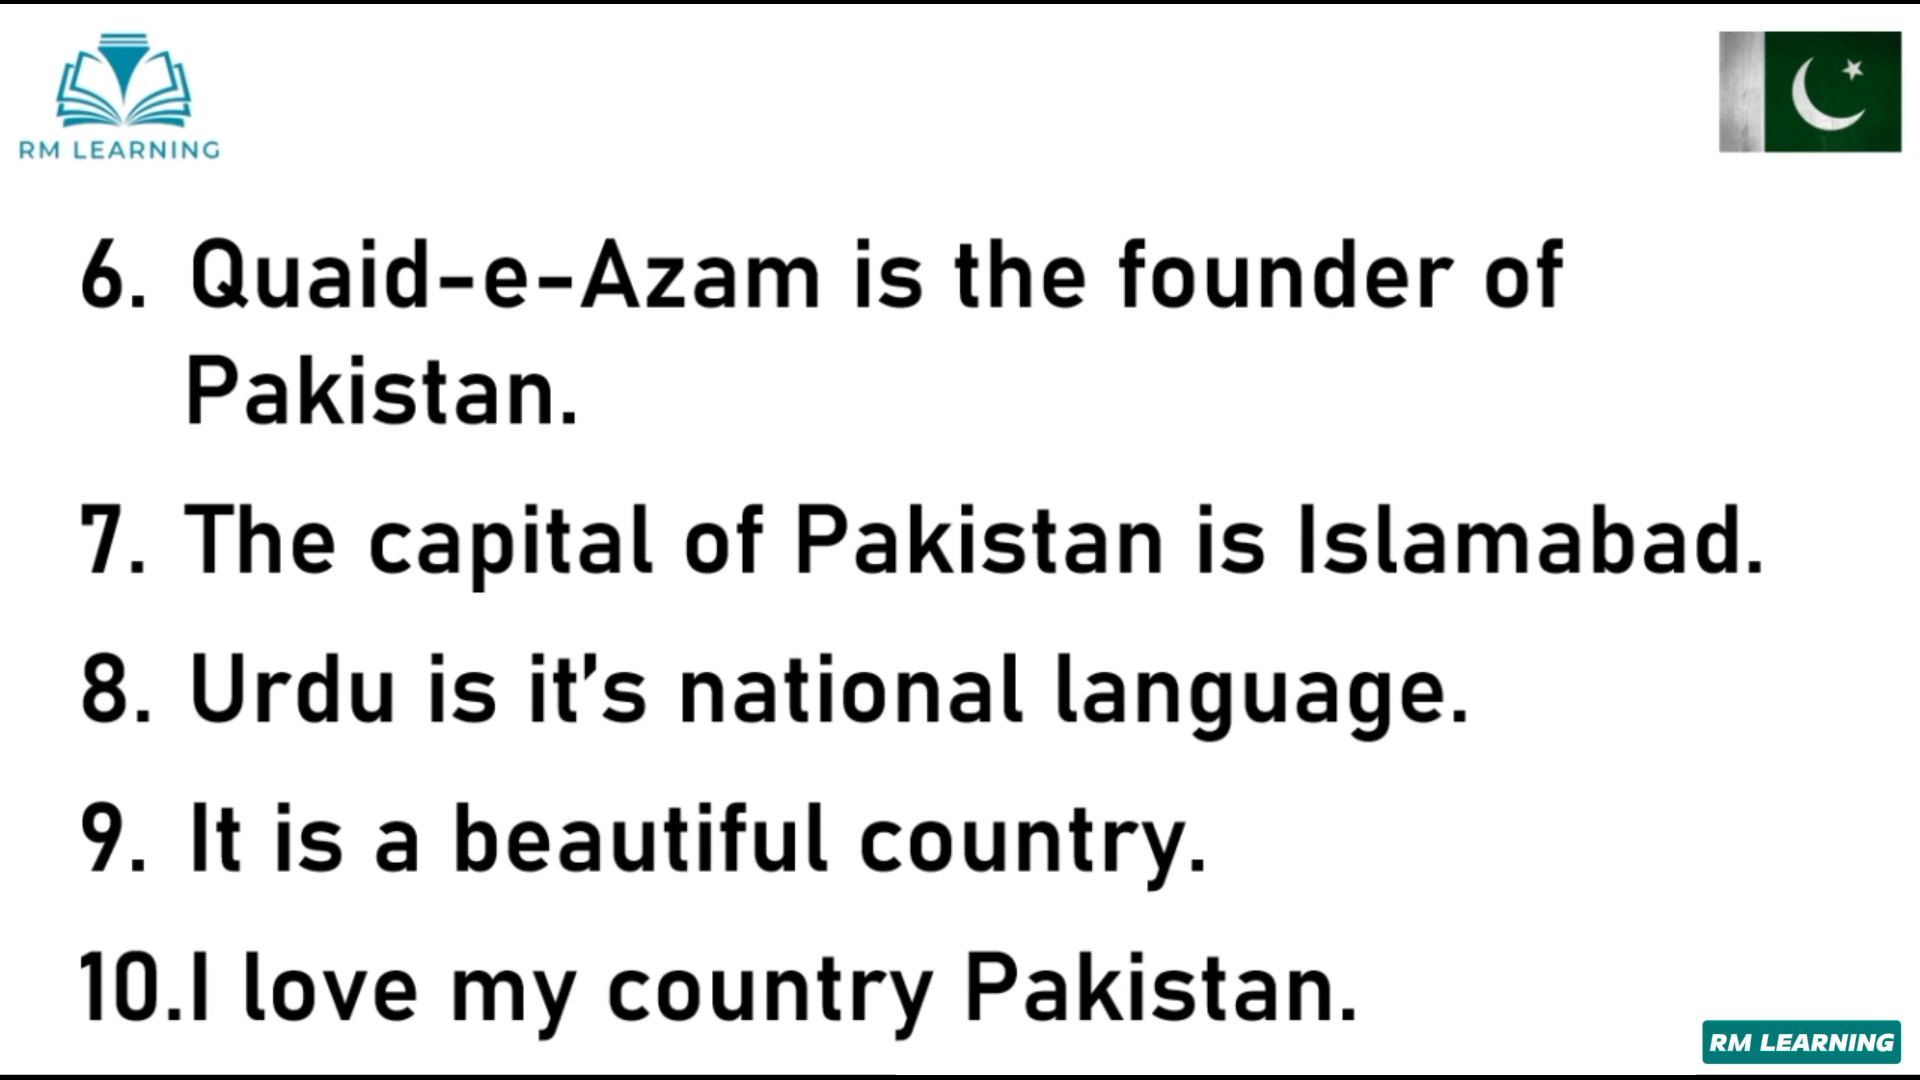 RM LEARNING
6. Quaid-e-Azam is the founder of
Pakistan.
7. The capital of Pakistan is Islamabad.
8. Urdu is it's national language.
9. It is a beautiful country.
10.I love my country Pakistan.
RM LEARNING